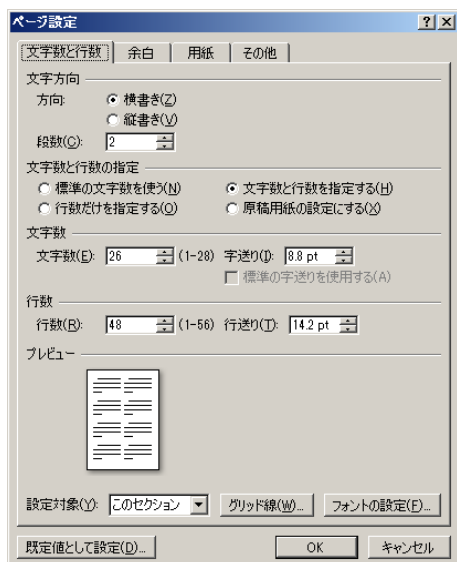 ページ設定
文字数と行数 余白 用紙 その他
文字方向
方向: 横書き(Z)
縦書き(V)
段数(C): 2
文字数と行数の指定
標準の文字数を使う(N) 文字数と行数を指定する(H)
行数だけを指定する(O) 原稿用紙の設定にする(X)
文字数
文字数(E): 26 (1-28) 字送り(I): 8.8 pt
標準の字送りを使用する(A)
行数
行数(R): 48 (1-56) 行送り(T): 14.2 pt
プレビュー
設定対象(Y): このセクション グリッド線(W)... フォントの設定(F)...
既定値として設定(D)... OK キャンセル